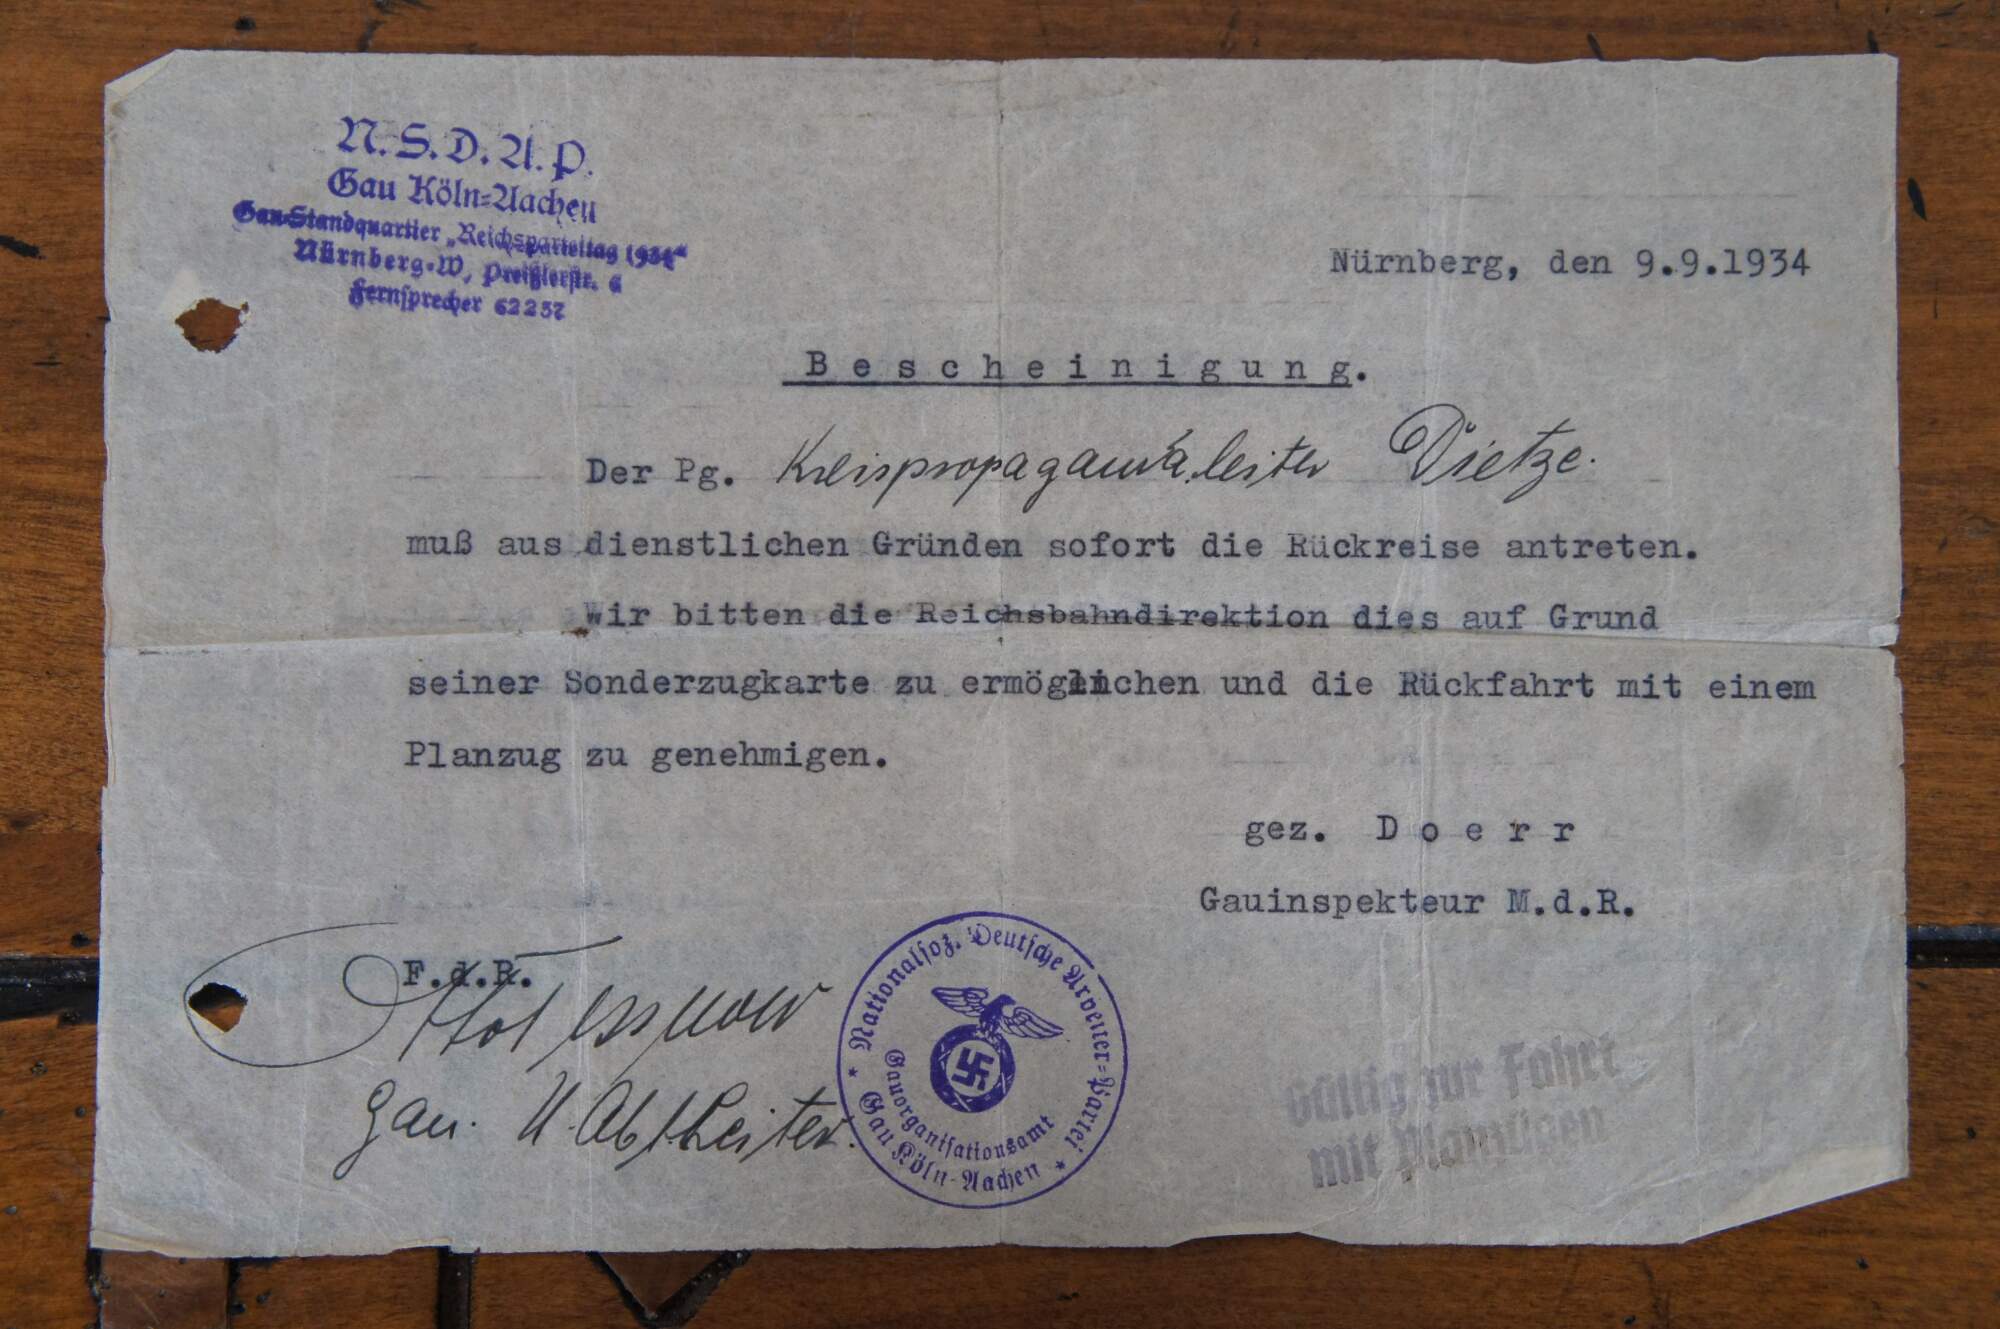 N.S.D.A.P.
Gau Köln-Aachen
Gau-Standquartier „Reichsparteitag 1934“
Nürnberg-W, Preißlerstr. 6
Fernsprecher 62257
Nürnberg, den 9.9.1934
Bescheinigung.
Der Pg. Kreispropagandaleiter Dietze.
muß aus dienstlichen Gründen sofort die Rückreise antreten.
Wir bitten die Reichsbahndirektion dies auf Grund
seiner Sonderzugkarte zu ermöglichen und die Rückfahrt mit einem
Planzug zu genehmigen.
gez. Doerr
Gauinspekteur M.d.R.
F.d.R.
Gau. U. Abt Leiter.
Nationalsoz. Deutsche Arbeiter-Partei
Gauorganisationsamt
Gau Köln-Aachen
Gültig zur Fahrt
mit Planzügen